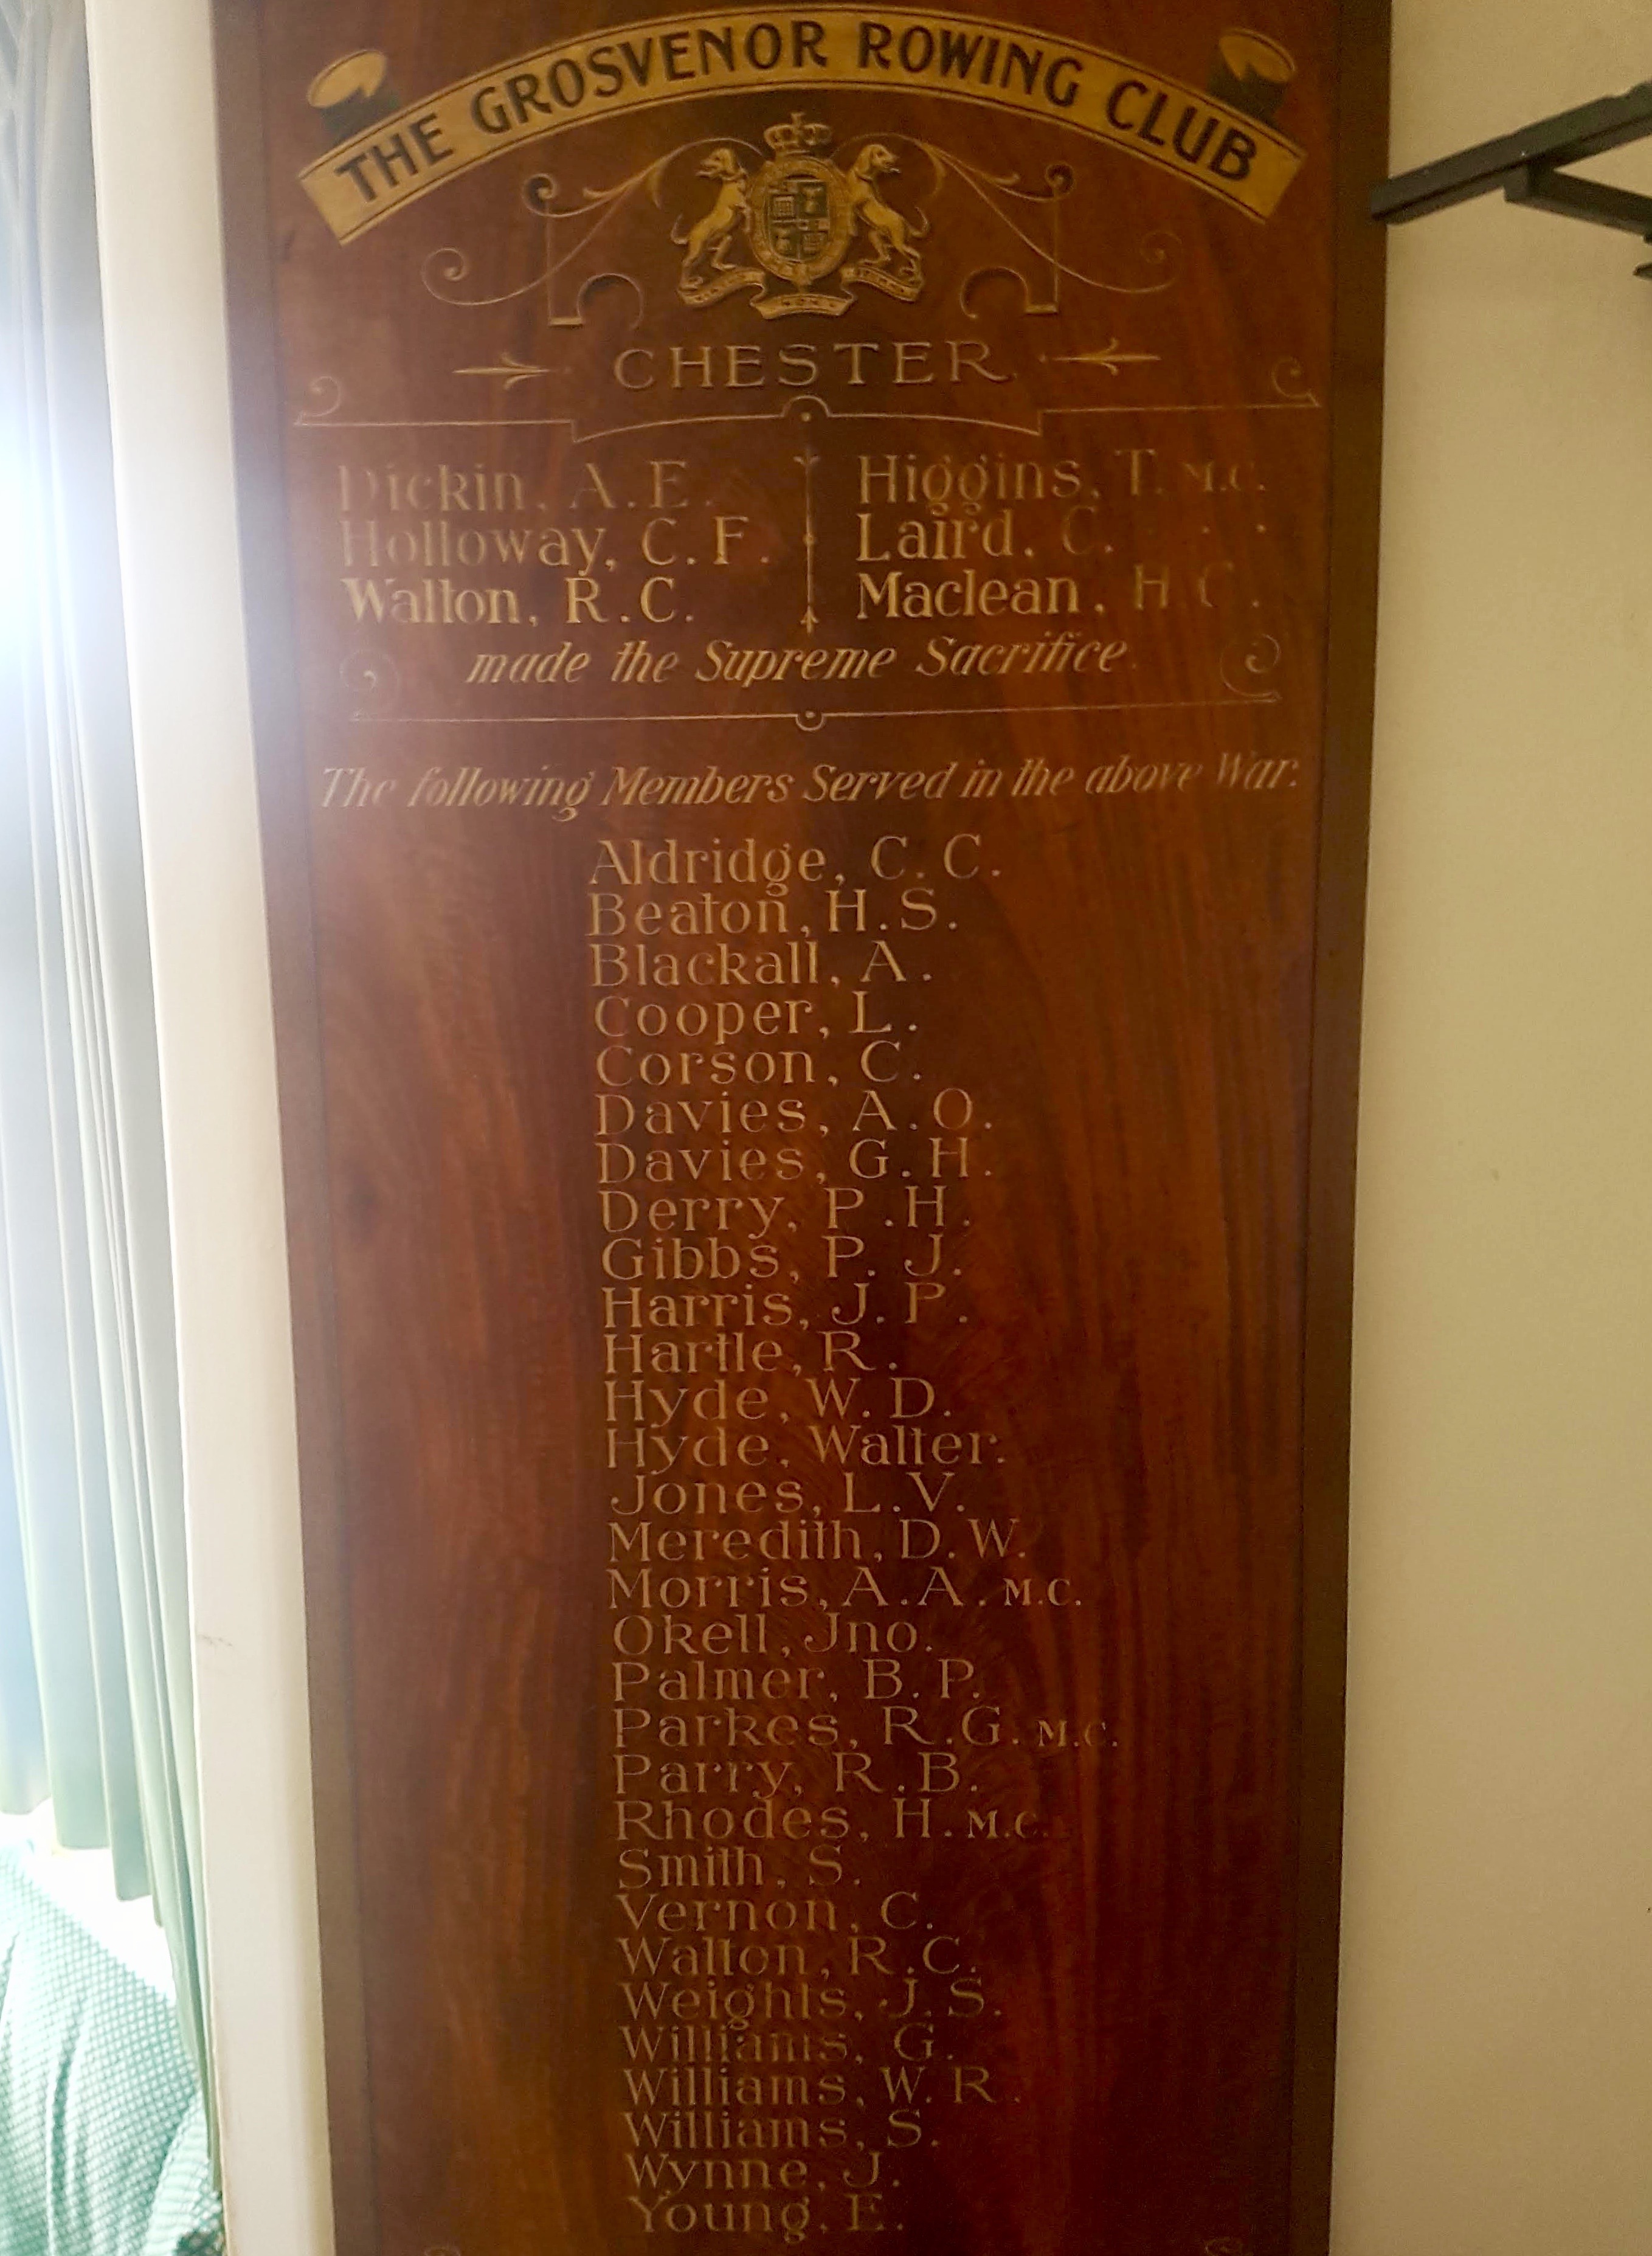 THE GROSVENOR ROWING CLUB
CHESTER
Dickin, A.E.
Holloway, C.F.
Walton, R.C.
Higgins, T. M.C.
Laird, C.
Maclean, H.C.
made the Supreme Sacrifice.
The following Members Served in the above War:
Aldridge, C.C.
Beaton, H.S.
Blackall, A.
Cooper, L.
Corson, C.
Davies, A.O.
Davies, G.H.
Derry, P.H.
Gibbs, P.J.
Harris, J.P.
Hartle, R.
Hyde, W.D.
Hyde, Walter.
Jones, L.V.
Meredith, D.W.
Morris, A.A. M.C.
Okell, Jno.
Palmer, B.P.
Parkes, R.G. M.C.
Parry, R.B.
Rhodes, H. M.C.
Smith, S.
Vernon, C.
Walton, R.C.
Weights, J.S.
Williams, G.
Williams, W.R.
Williams, S.
Wynne, J.
Young, E.